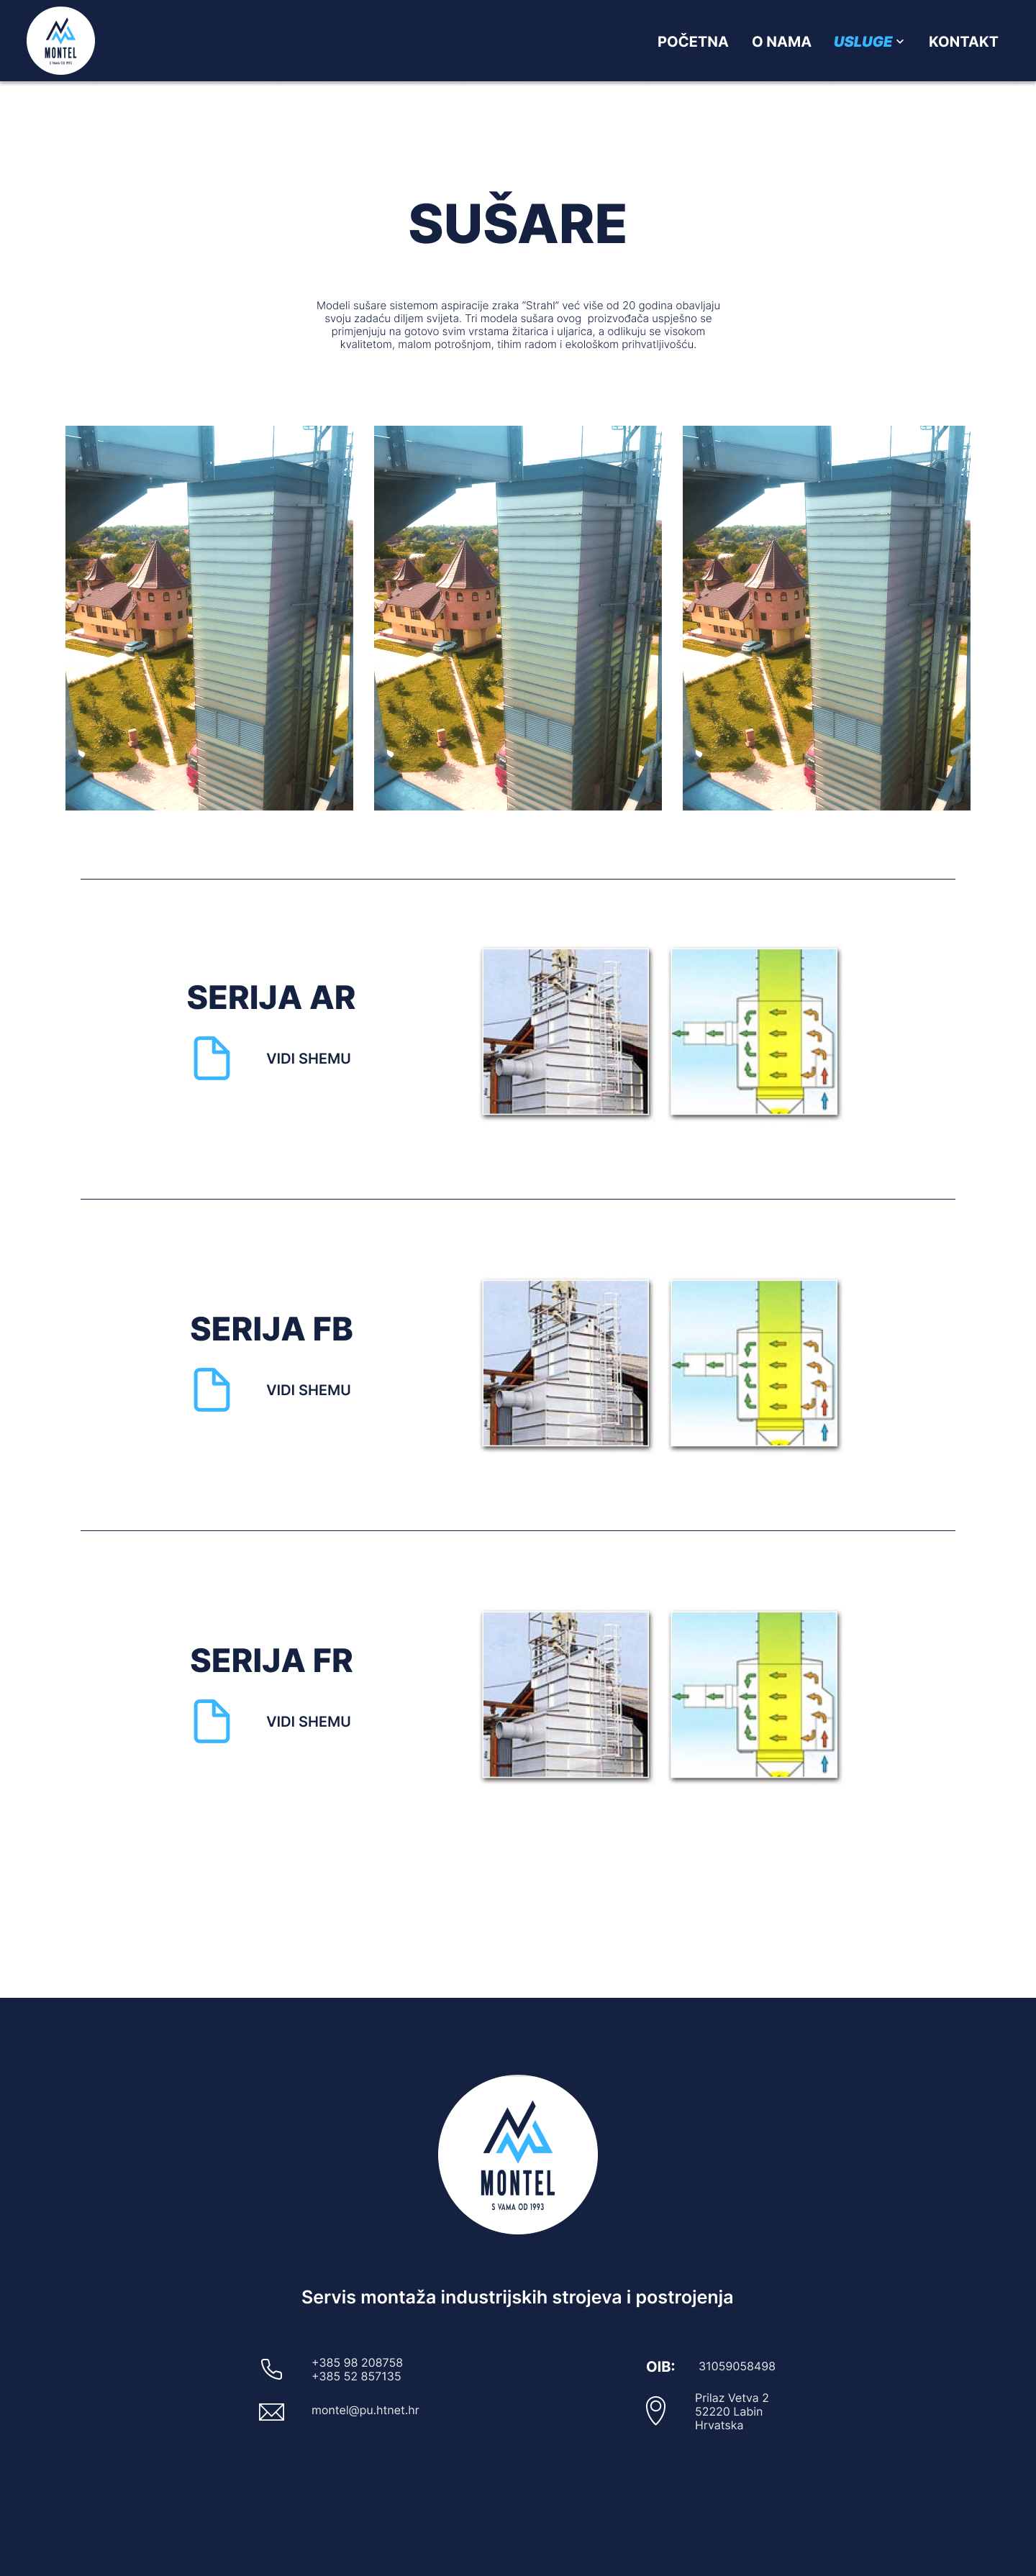 MONTEL
POČETNA O NAMA USLUGE KONTAKT
SUŠARE
Modeli sušare sistemom aspiracije zraka “Strahl” već više od 20 godina obavljaju
svoju zadaću diljem svijeta. Tri modela sušara ovog proizvođača uspješno se
primjenjuju na gotovo svim vrstama žitarica i uljarica, a odlikuju se visokom
kvalitetom, malom potrošnjom, tihim radom i ekološkom prihvatljivošću.
SERIJA AR
VIDI SHEMU
SERIJA FB
VIDI SHEMU
SERIJA FR
VIDI SHEMU
MONTEL
S VAMA OD 1993
Servis montaža industrijskih strojeva i postrojenja
+385 98 208758
+385 52 857135
montel@pu.htnet.hr
OIB: 31059058498
Prilaz Vetva 2
52220 Labin
Hrvatska